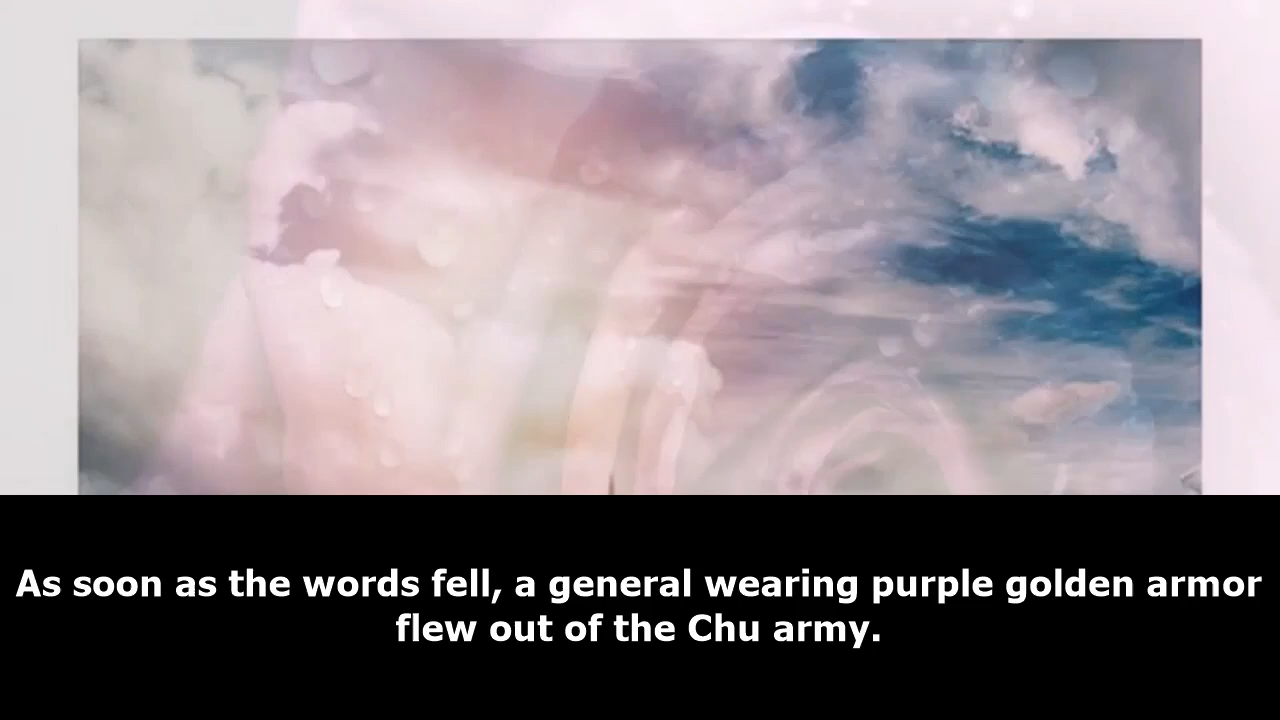 As soon as the words fell, a general wearing purple golden armor
flew out of the Chu army.